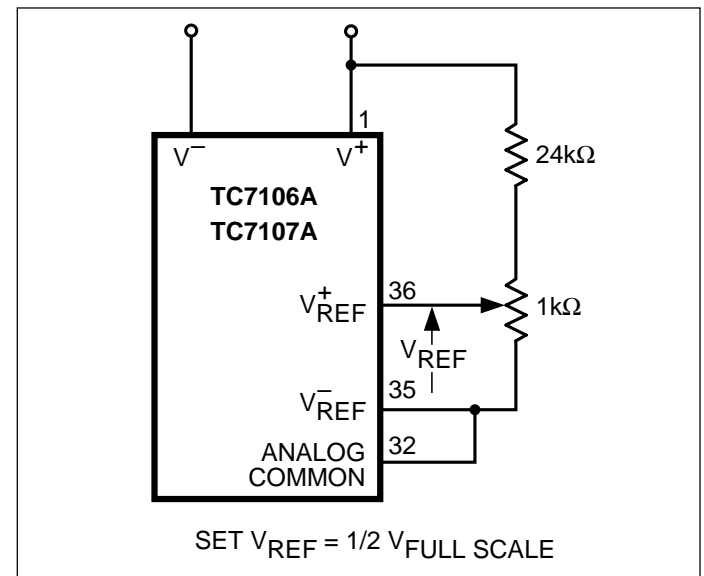 1
V– V+
TC7106A
TC7107A
24kΩ
V+REF 36
1kΩ
VREF
V–REF 35
ANALOG COMMON 32
SET VREF = 1/2 VFULL SCALE